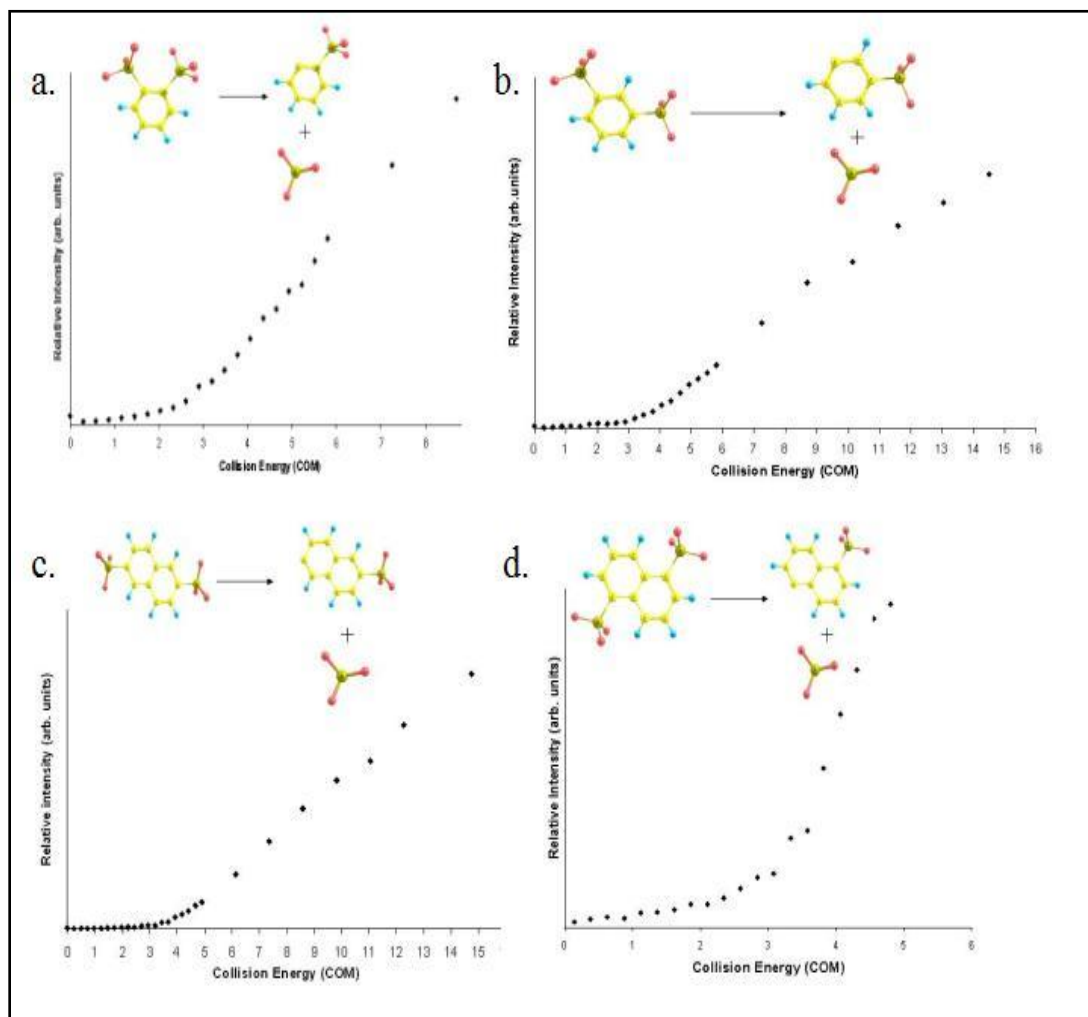 a.
+
Relative Intensity (arb. units)
0 1 2 3 4 5 6 7 8
Collision Energy (COM)
b.
+
Relative Intensity (arb. units)
0 1 2 3 4 5 6 7 8 9 10 11 12 13 14 15 16
Collision Energy (COM)
c.
+
Relative intensity (arb. units)
0 1 2 3 4 5 6 7 8 9 10 11 12 13 14 15
Collision Energy (COM)
d.
+
Relative Intensity (arb. units)
0 1 2 3 4 5 6
Collision Energy (COM)